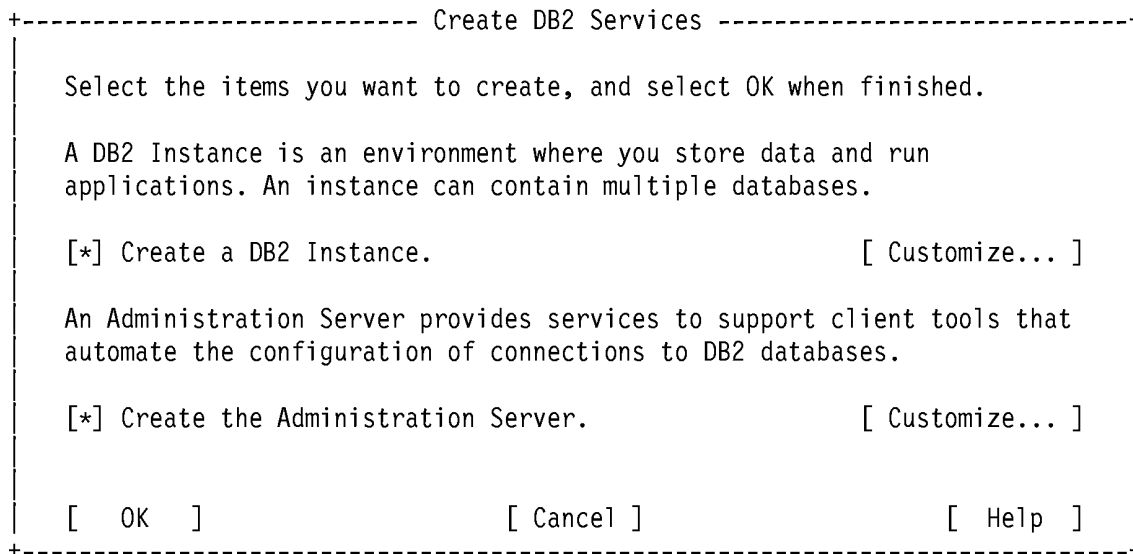 +----------------------------- Create DB2 Services -----------------------------+
Select the items you want to create, and select OK when finished.
A DB2 Instance is an environment where you store data and run
applications. An instance can contain multiple databases.
[*] Create a DB2 Instance. [ Customize... ]
An Administration Server provides services to support client tools that
automate the configuration of connections to DB2 databases.
[*] Create the Administration Server. [ Customize... ]
[ OK ] [ Cancel ] [ Help ]